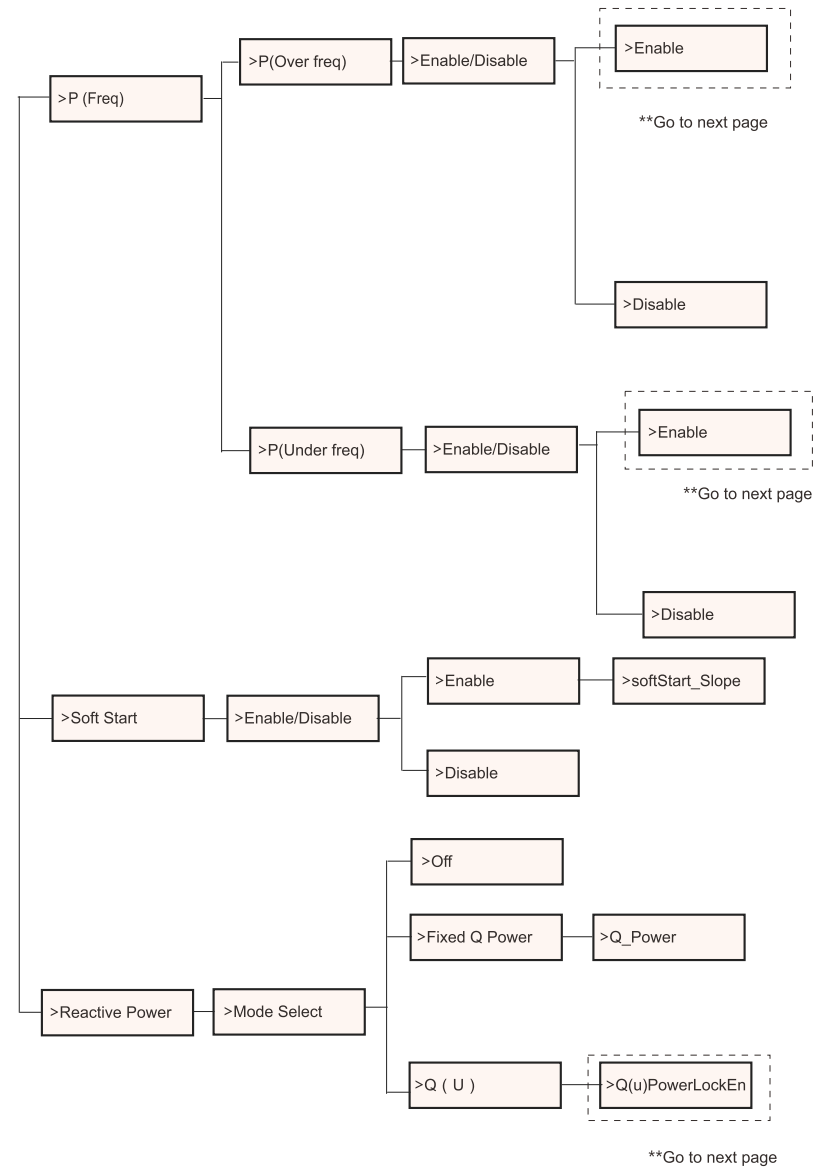 >P (Freq)
>P(Over freq)
>Enable/Disable
>Enable
**Go to next page
>Disable
>P(Under freq)
>Enable/Disable
>Enable
**Go to next page
>Disable
>Soft Start
>Enable/Disable
>Enable
>softStart_Slope
>Disable
>Reactive Power
>Mode Select
>Off
>Fixed Q Power
>Q_Power
>Q ( U )
>Q(u)PowerLockEn
**Go to next page